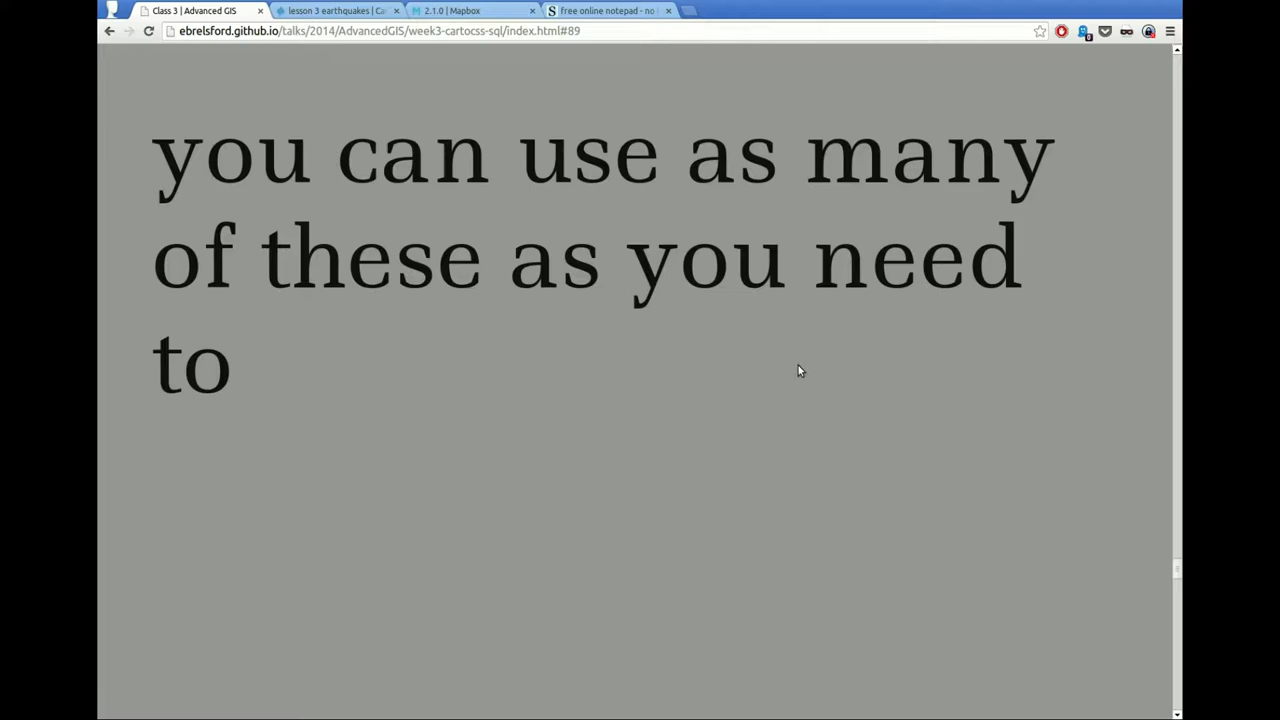 Class 3 | Advanced GIS
lesson 3 earthquakes | Ca
2.1.0 | Mapbox
S free online notepad - no
ebrelsford.github.io/talks/2014/AdvancedGIS/week3-cartocss-sql/index.html#89
you can use as many
of these as you need
to